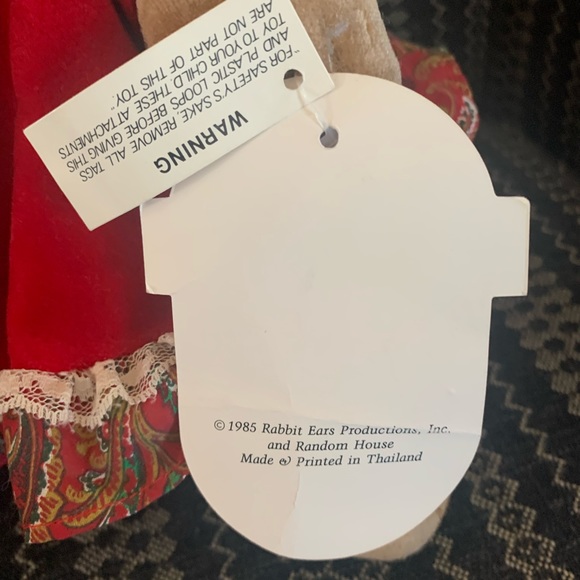 WARNING
"FOR SAFETY'S SAKE, REMOVE ALL TAGS
AND PLASTIC LOOPS BEFORE GIVING THIS
TOY TO YOUR CHILD. THESE ATTACHMENTS
ARE NOT PART OF THIS TOY."
© 1985 Rabbit Ears Productions, Inc.
and Random House
Made & Printed in Thailand